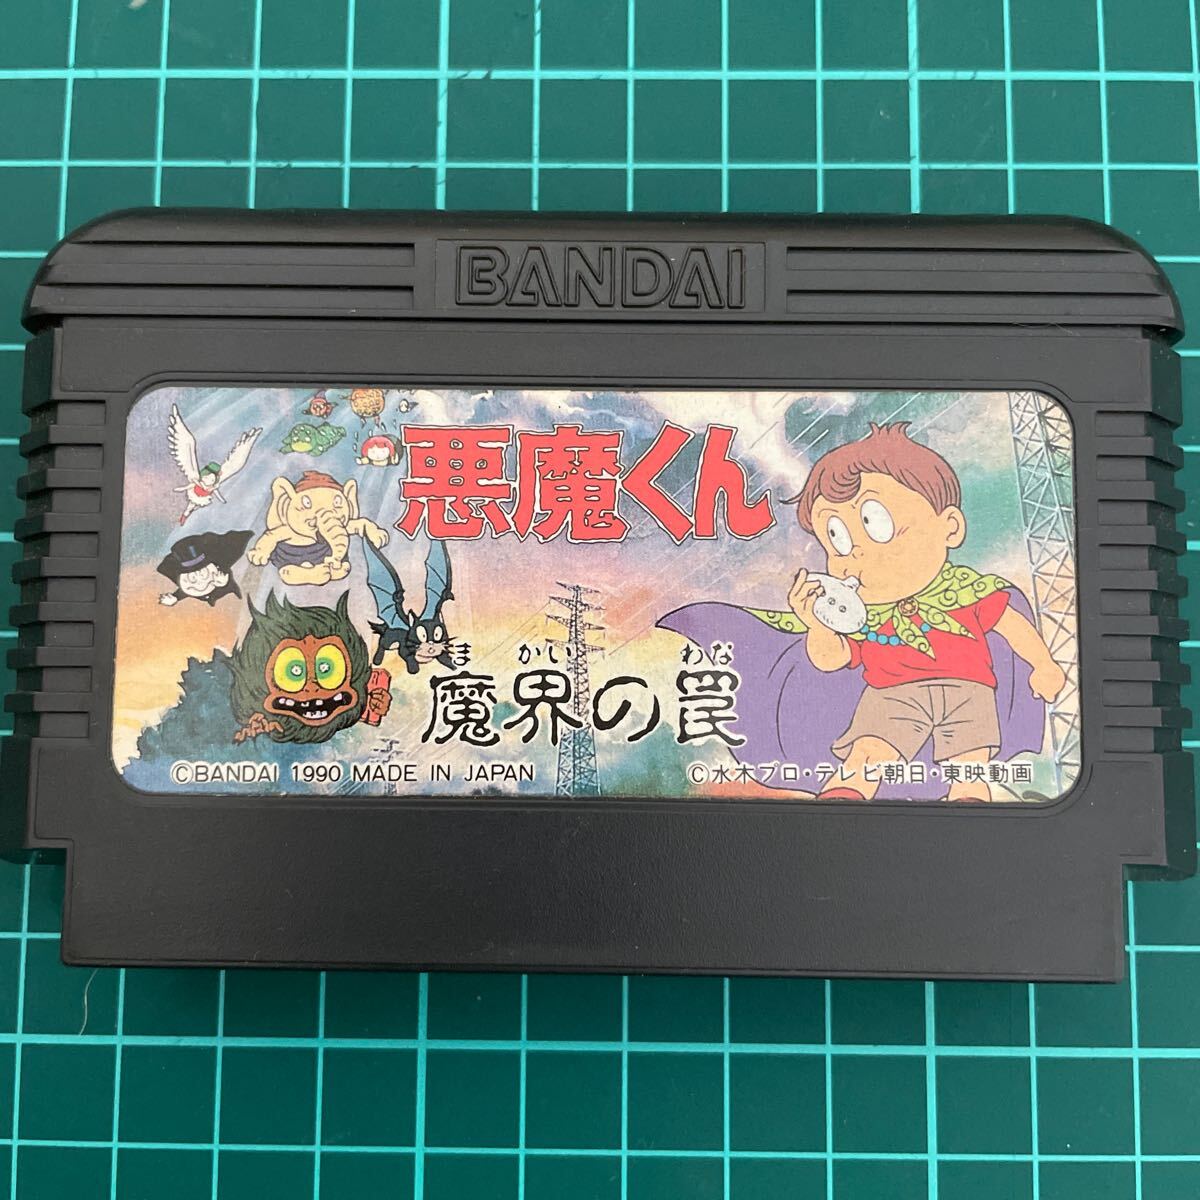 BANDAI
悪魔くん
ま かい わな
魔界の罠
©BANDAI 1990 MADE IN JAPAN
©水木プロ・テレビ朝日・東映動画